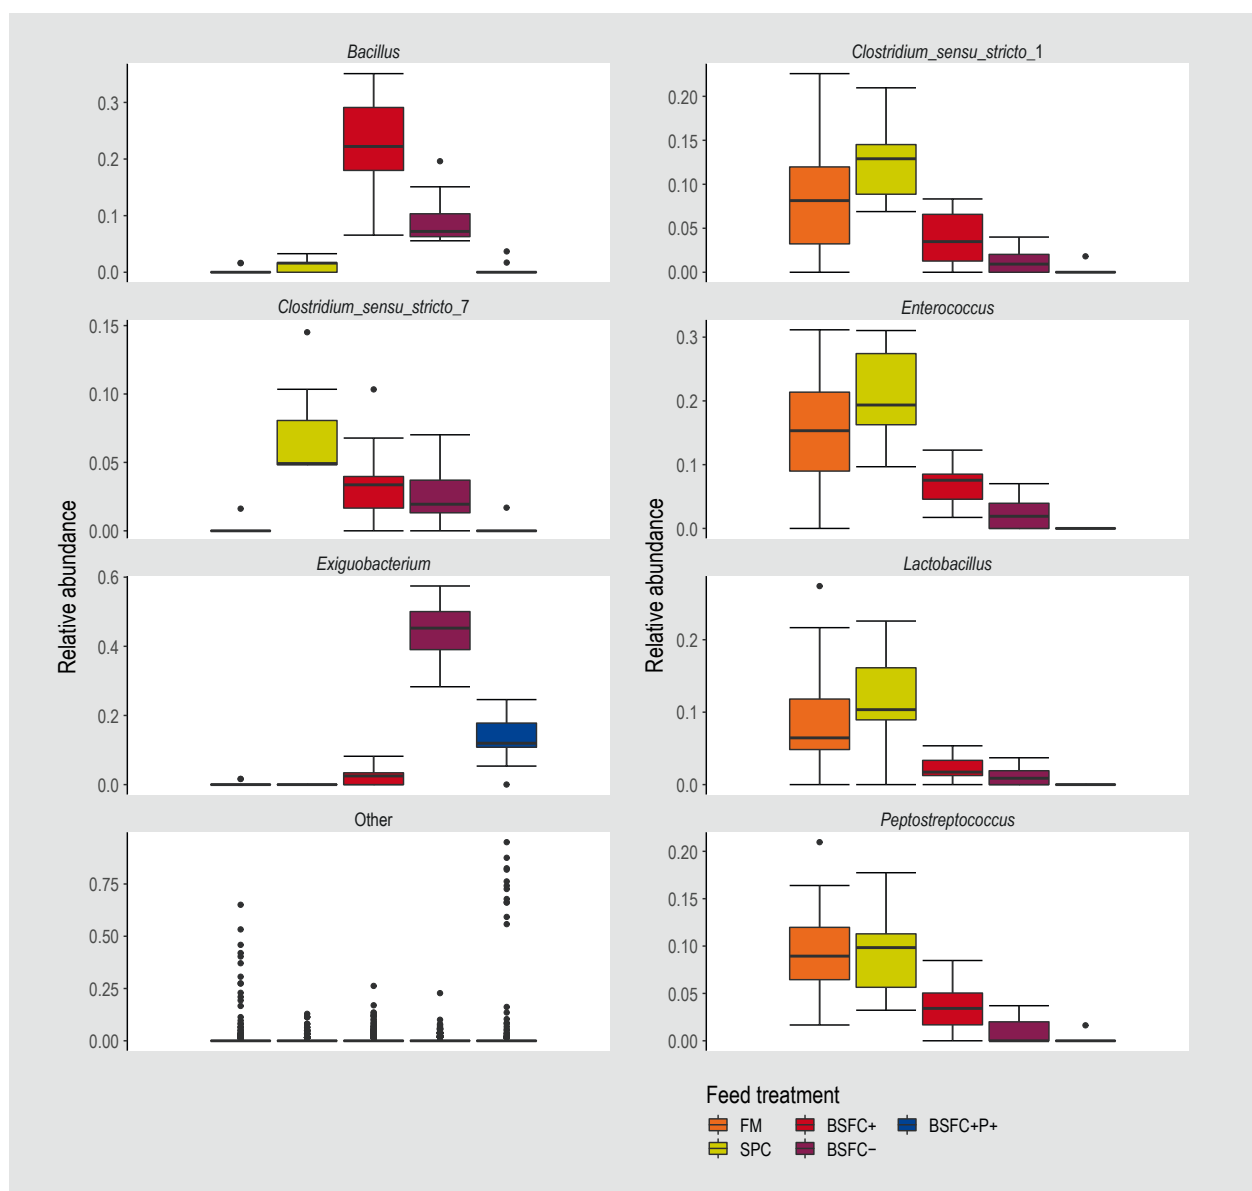 Bacillus
Clostridium_sensu_stricto_1
0.3
0.2
0.1
0.0
0.20
0.15
0.10
0.05
0.00
Clostridium_sensu_stricto_7
Enterococcus
0.15
0.10
0.05
0.00
0.3
0.2
0.1
0.0
Relative abundance
Relative abundance
Exiguobacterium
Lactobacillus
0.6
0.4
0.2
0.0
0.2
0.1
0.0
Other
Peptostreptococcus
0.75
0.50
0.25
0.00
0.20
0.15
0.10
0.05
0.00
Feed treatment
FM BSFC+ BSFC+P+
SPC BSFC−